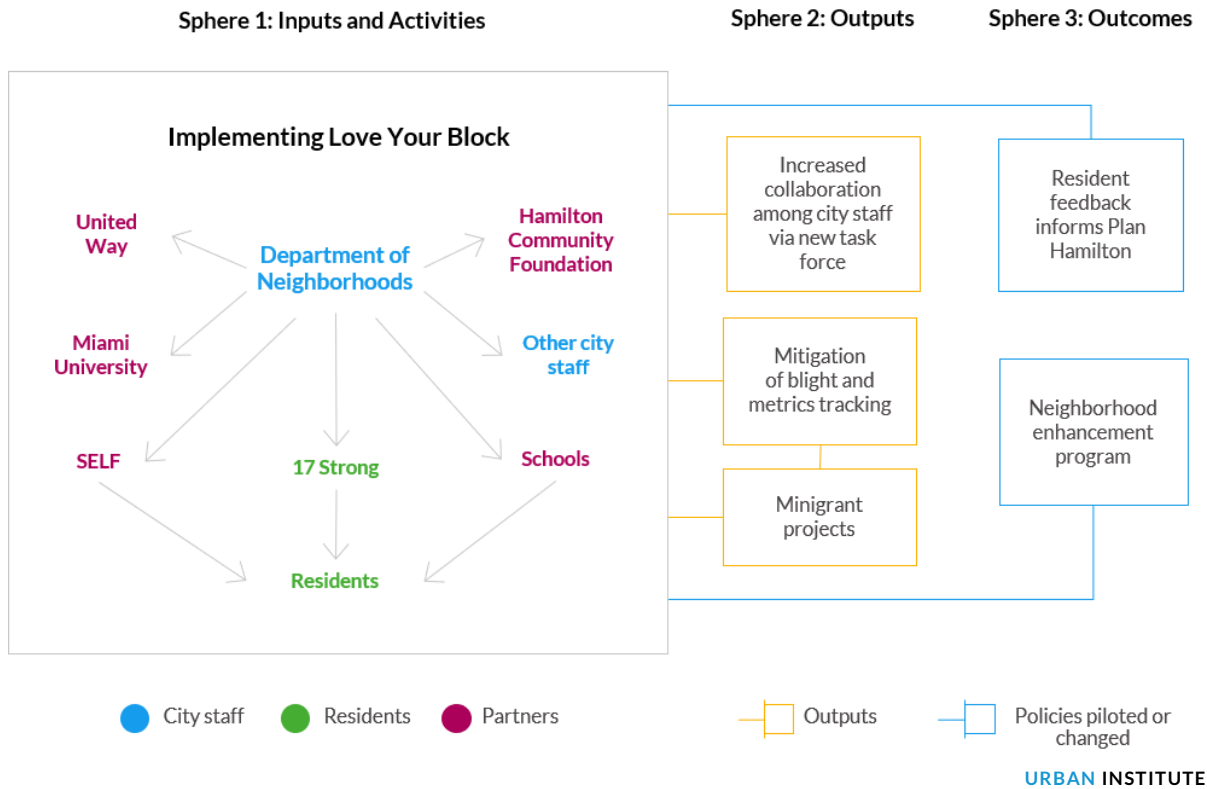 Sphere 1: Inputs and Activities
Sphere 2: Outputs
Sphere 3: Outcomes
Implementing Love Your Block
United
Way
Department of
Neighborhoods
Hamilton
Community
Foundation
Miami
University
Other city
staff
SELF
17 Strong
Schools
Residents
Increased
collaboration
among city staff
via new task
force
Mitigation
of blight and
metrics tracking
Minigrant
projects
Resident
feedback
informs Plan
Hamilton
Neighborhood
enhancement
program
City staff
Residents
Partners
Outputs
Policies piloted or
changed
URBAN INSTITUTE